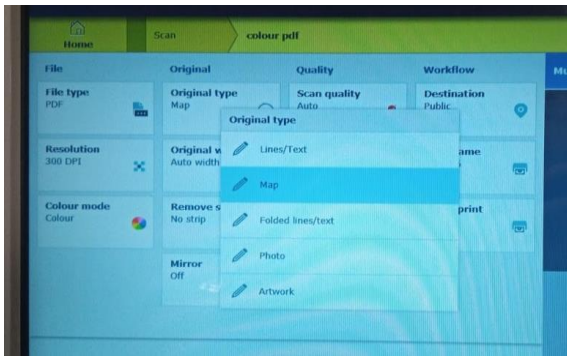 Home
Scan
colour pdf
File
Original
Quality
Workflow
Mu
File type
PDF
Original type
Map
Scan quality
Auto
Destination
Public
Original type
Lines/Text
Map
Folded lines/text
Photo
Artwork
Resolution
300 DPI
Original w
Auto width
ame
Colour mode
Colour
Remove s
No strip
print
Mirror
Off